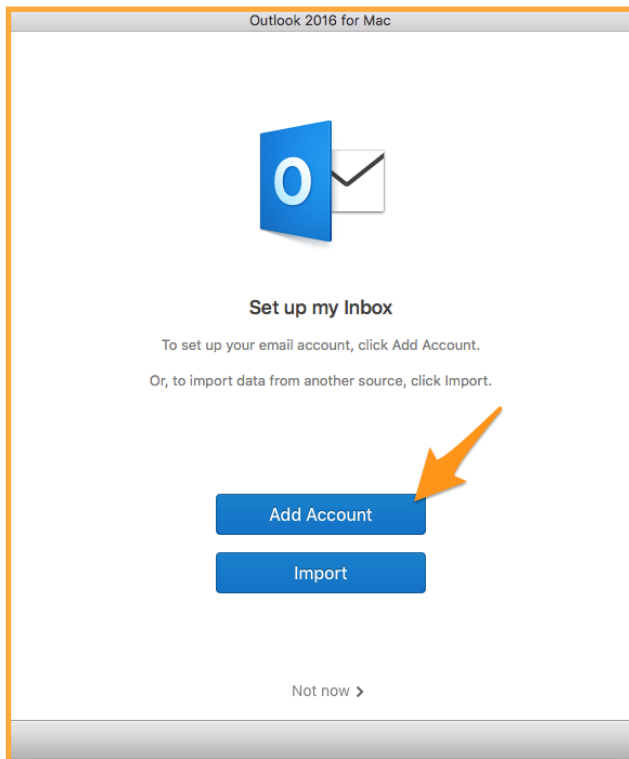 Outlook 2016 for Mac
O
Set up my Inbox
To set up your email account, click Add Account.
Or, to import data from another source, click Import.
Add Account
Import
Not now >